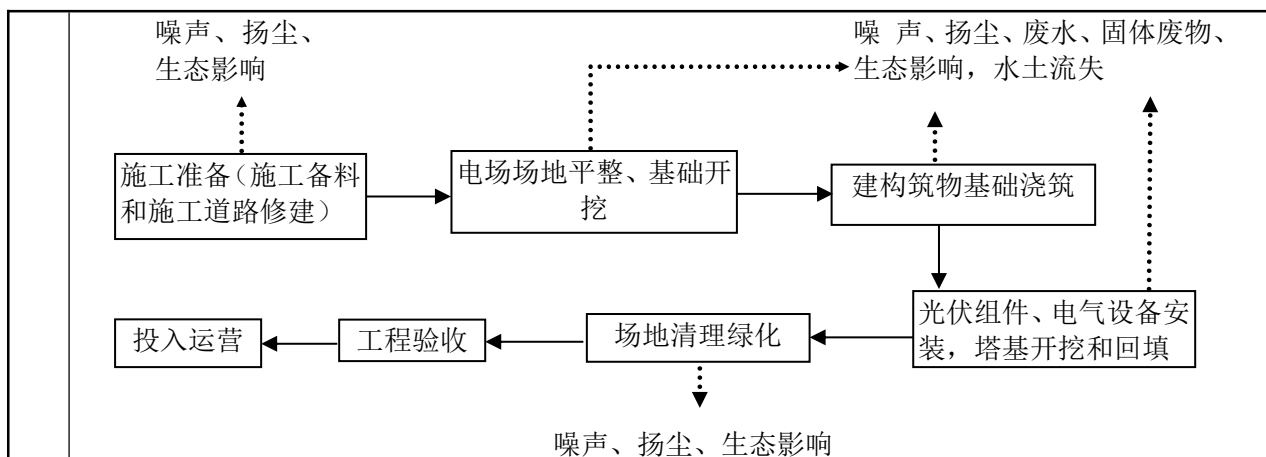 噪声、扬尘、
生态影响
噪 声、扬尘、废水、固体废物、
生态影响，水土流失
施工准备（施工备料
和施工道路修建）
电场场地平整、基础开
挖
建构筑物基础浇筑
光伏组件、电气设备安
装，塔基开挖和回填
场地清理绿化
工程验收
投入运营
噪声、扬尘、生态影响